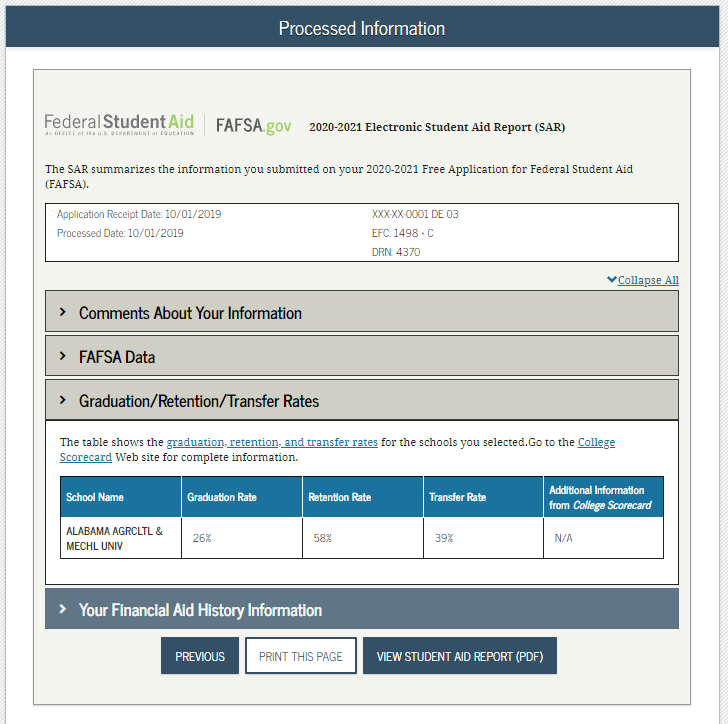 Processed Information
Federal Student Aid
An OFFICE of the U.S. DEPARTMENT of EDUCATION
FAFSA.gov
2020-2021 Electronic Student Aid Report (SAR)
The SAR summarizes the information you submitted on your 2020-2021 Free Application for Federal Student Aid
(FAFSA).
Application Receipt Date: 10/01/2019
XXX-XX-0001 DE 03
Processed Date: 10/01/2019
EFC: 1498 * C
DRN: 4370
Collapse All
Comments About Your Information
FAFSA Data
Graduation/Retention/Transfer Rates
The table shows the graduation, retention, and transfer rates for the schools you selected.Go to the College
Scorecard Web site for complete information.
School Name
Graduation Rate
Retention Rate
Transfer Rate
Additional Information
from College Scorecard
ALABAMA AGRCLTL &
MECHL UNIV
26%
58%
39%
N/A
Your Financial Aid History Information
PREVIOUS
PRINT THIS PAGE
VIEW STUDENT AID REPORT (PDF)